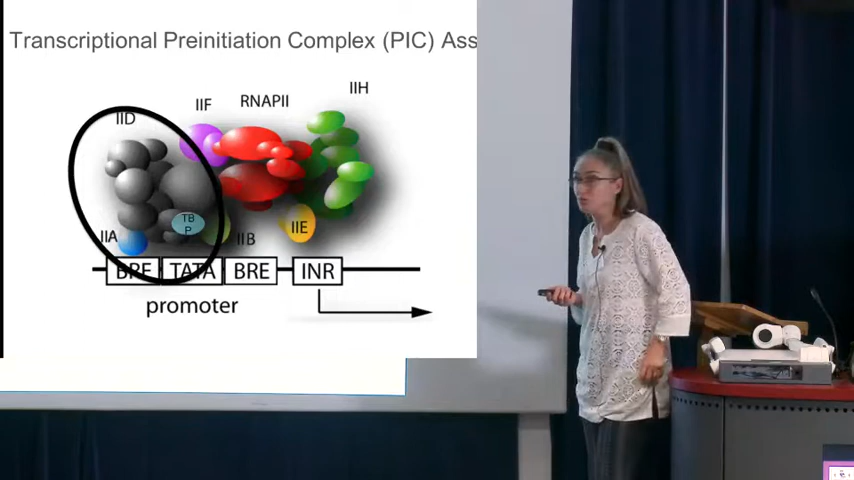 Transcriptional Preinitiation Complex (PIC) Ass
IIH
IIF
RNAPII
IID
TB
P
IIA
IIB
IIE
BRE
TATA
BRE
INR
promoter